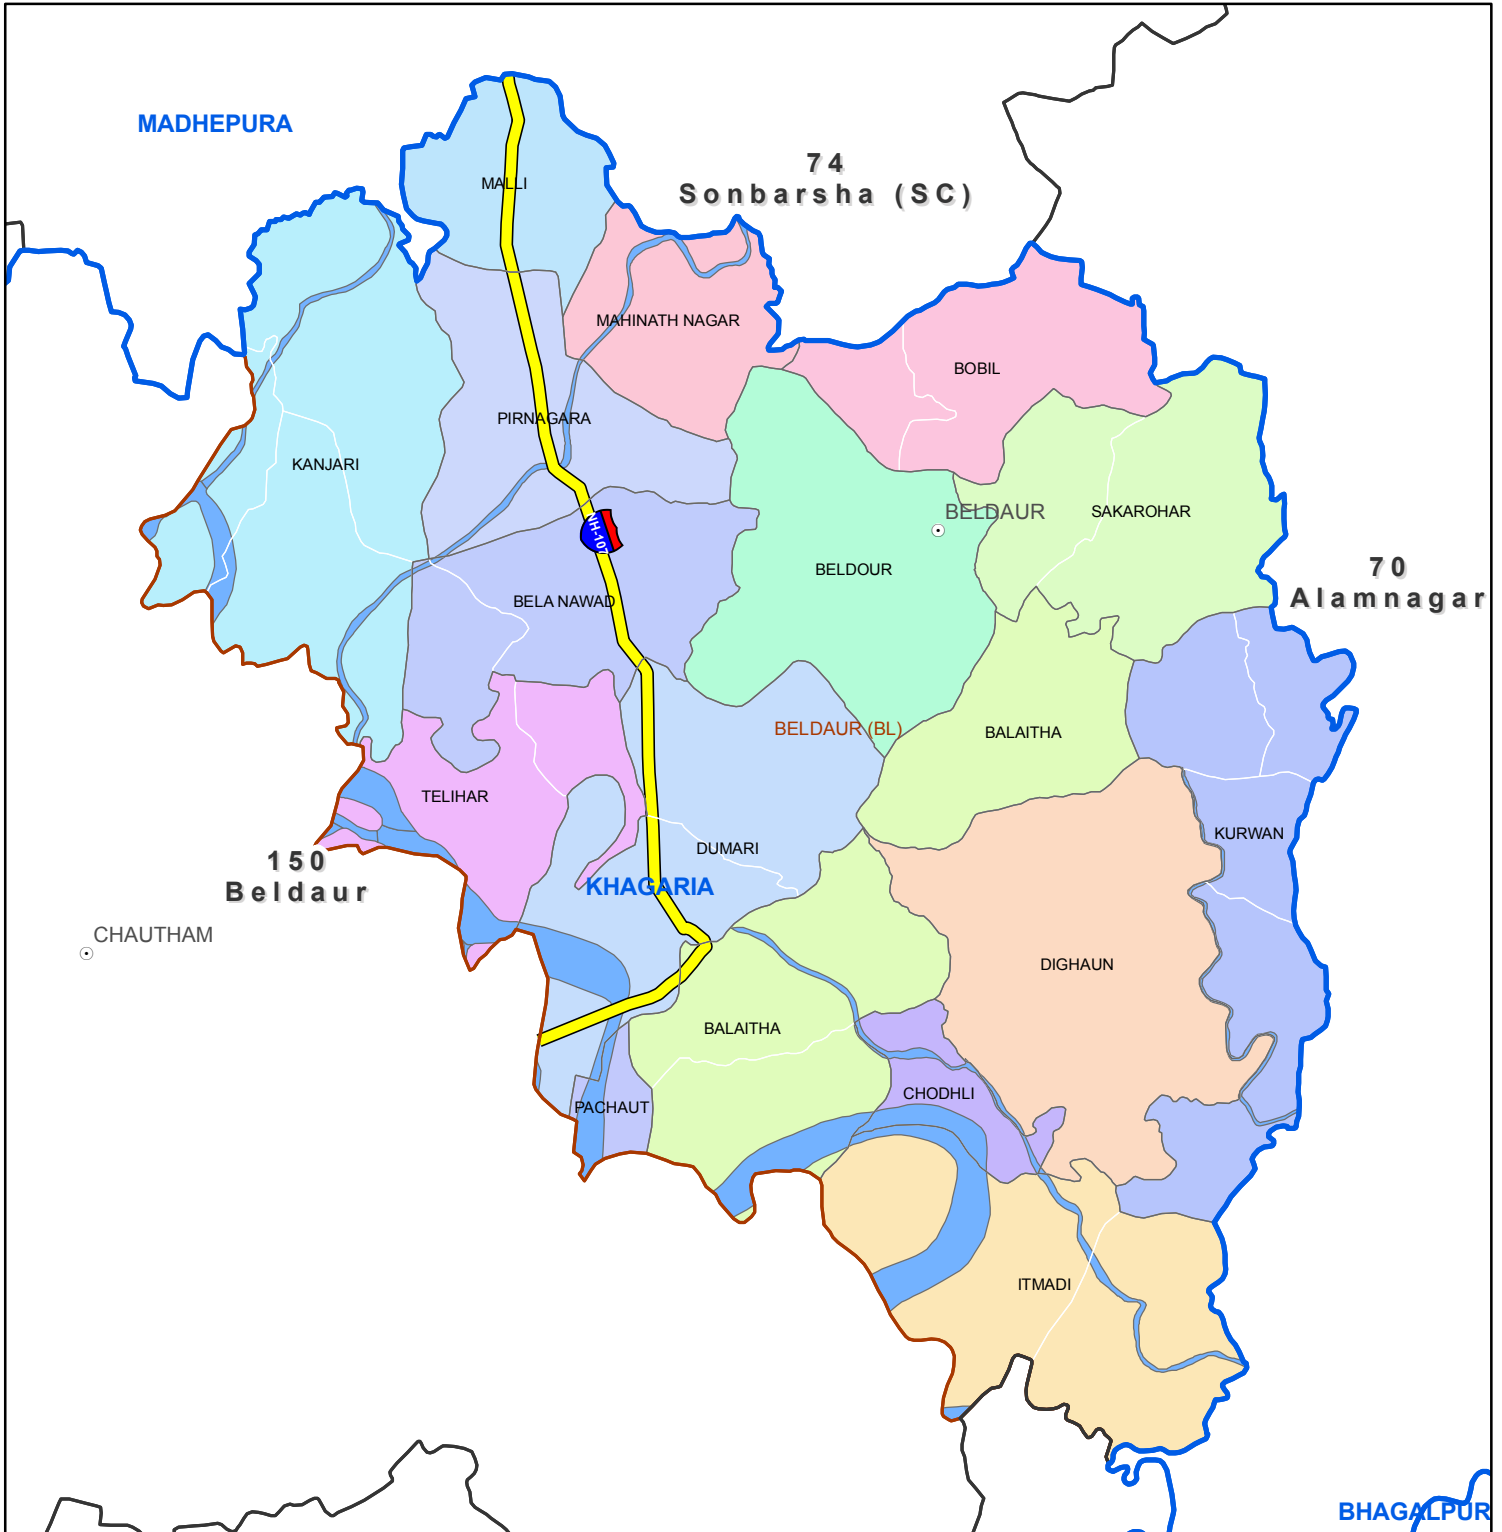 MADHEPURA
74
Sonbarsha (SC)
MALLI
MAHINATH NAGAR
BOBIL
PIRNAGARA
KANJARI
BELDAUR
SAKAROHAR
NH-107
BELDOUR
70
Alamnagar
BELA NAWAD
BELDAUR (BL)
BALAITHA
TELIHAR
KURWAN
DUMARI
150
Beldaur
KHAGARIA
CHAUTHAM
DIGHAUN
BALAITHA
CHODHLI
PACHAUT
ITMADI
BHAGALPUR